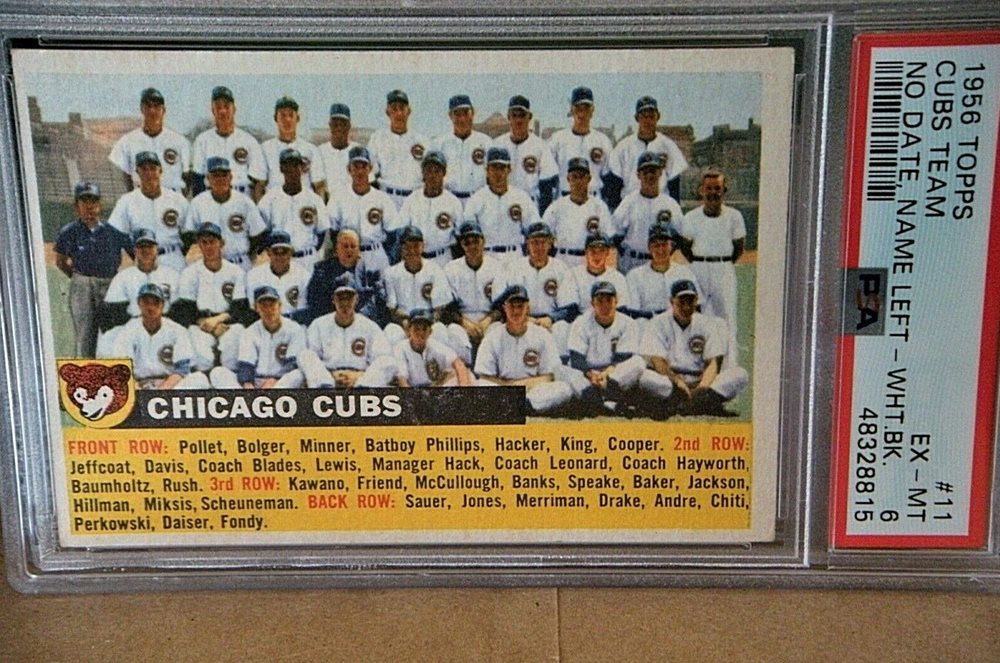 CHICAGO CUBS
FRONT ROW: Pollet, Bolger, Minner, Batboy Phillips, Hacker, King, Cooper. 2nd ROW:
Jeffcoat, Davis, Coach Blades, Lewis, Manager Hack, Coach Leonard, Coach Hayworth,
Baumholtz, Rush. 3rd ROW: Kawano, Friend, McCullough, Banks, Speake, Baker, Jackson,
Hillman, Miksis, Scheuneman. BACK ROW: Sauer, Jones, Merriman, Drake, Andre, Chiti,
Perkowski, Daiser, Fondy.
1956 TOPPS #11
CUBS TEAM EX - MT
NO DATE, NAME LEFT - WHT.BK. 6
48328815
PSA